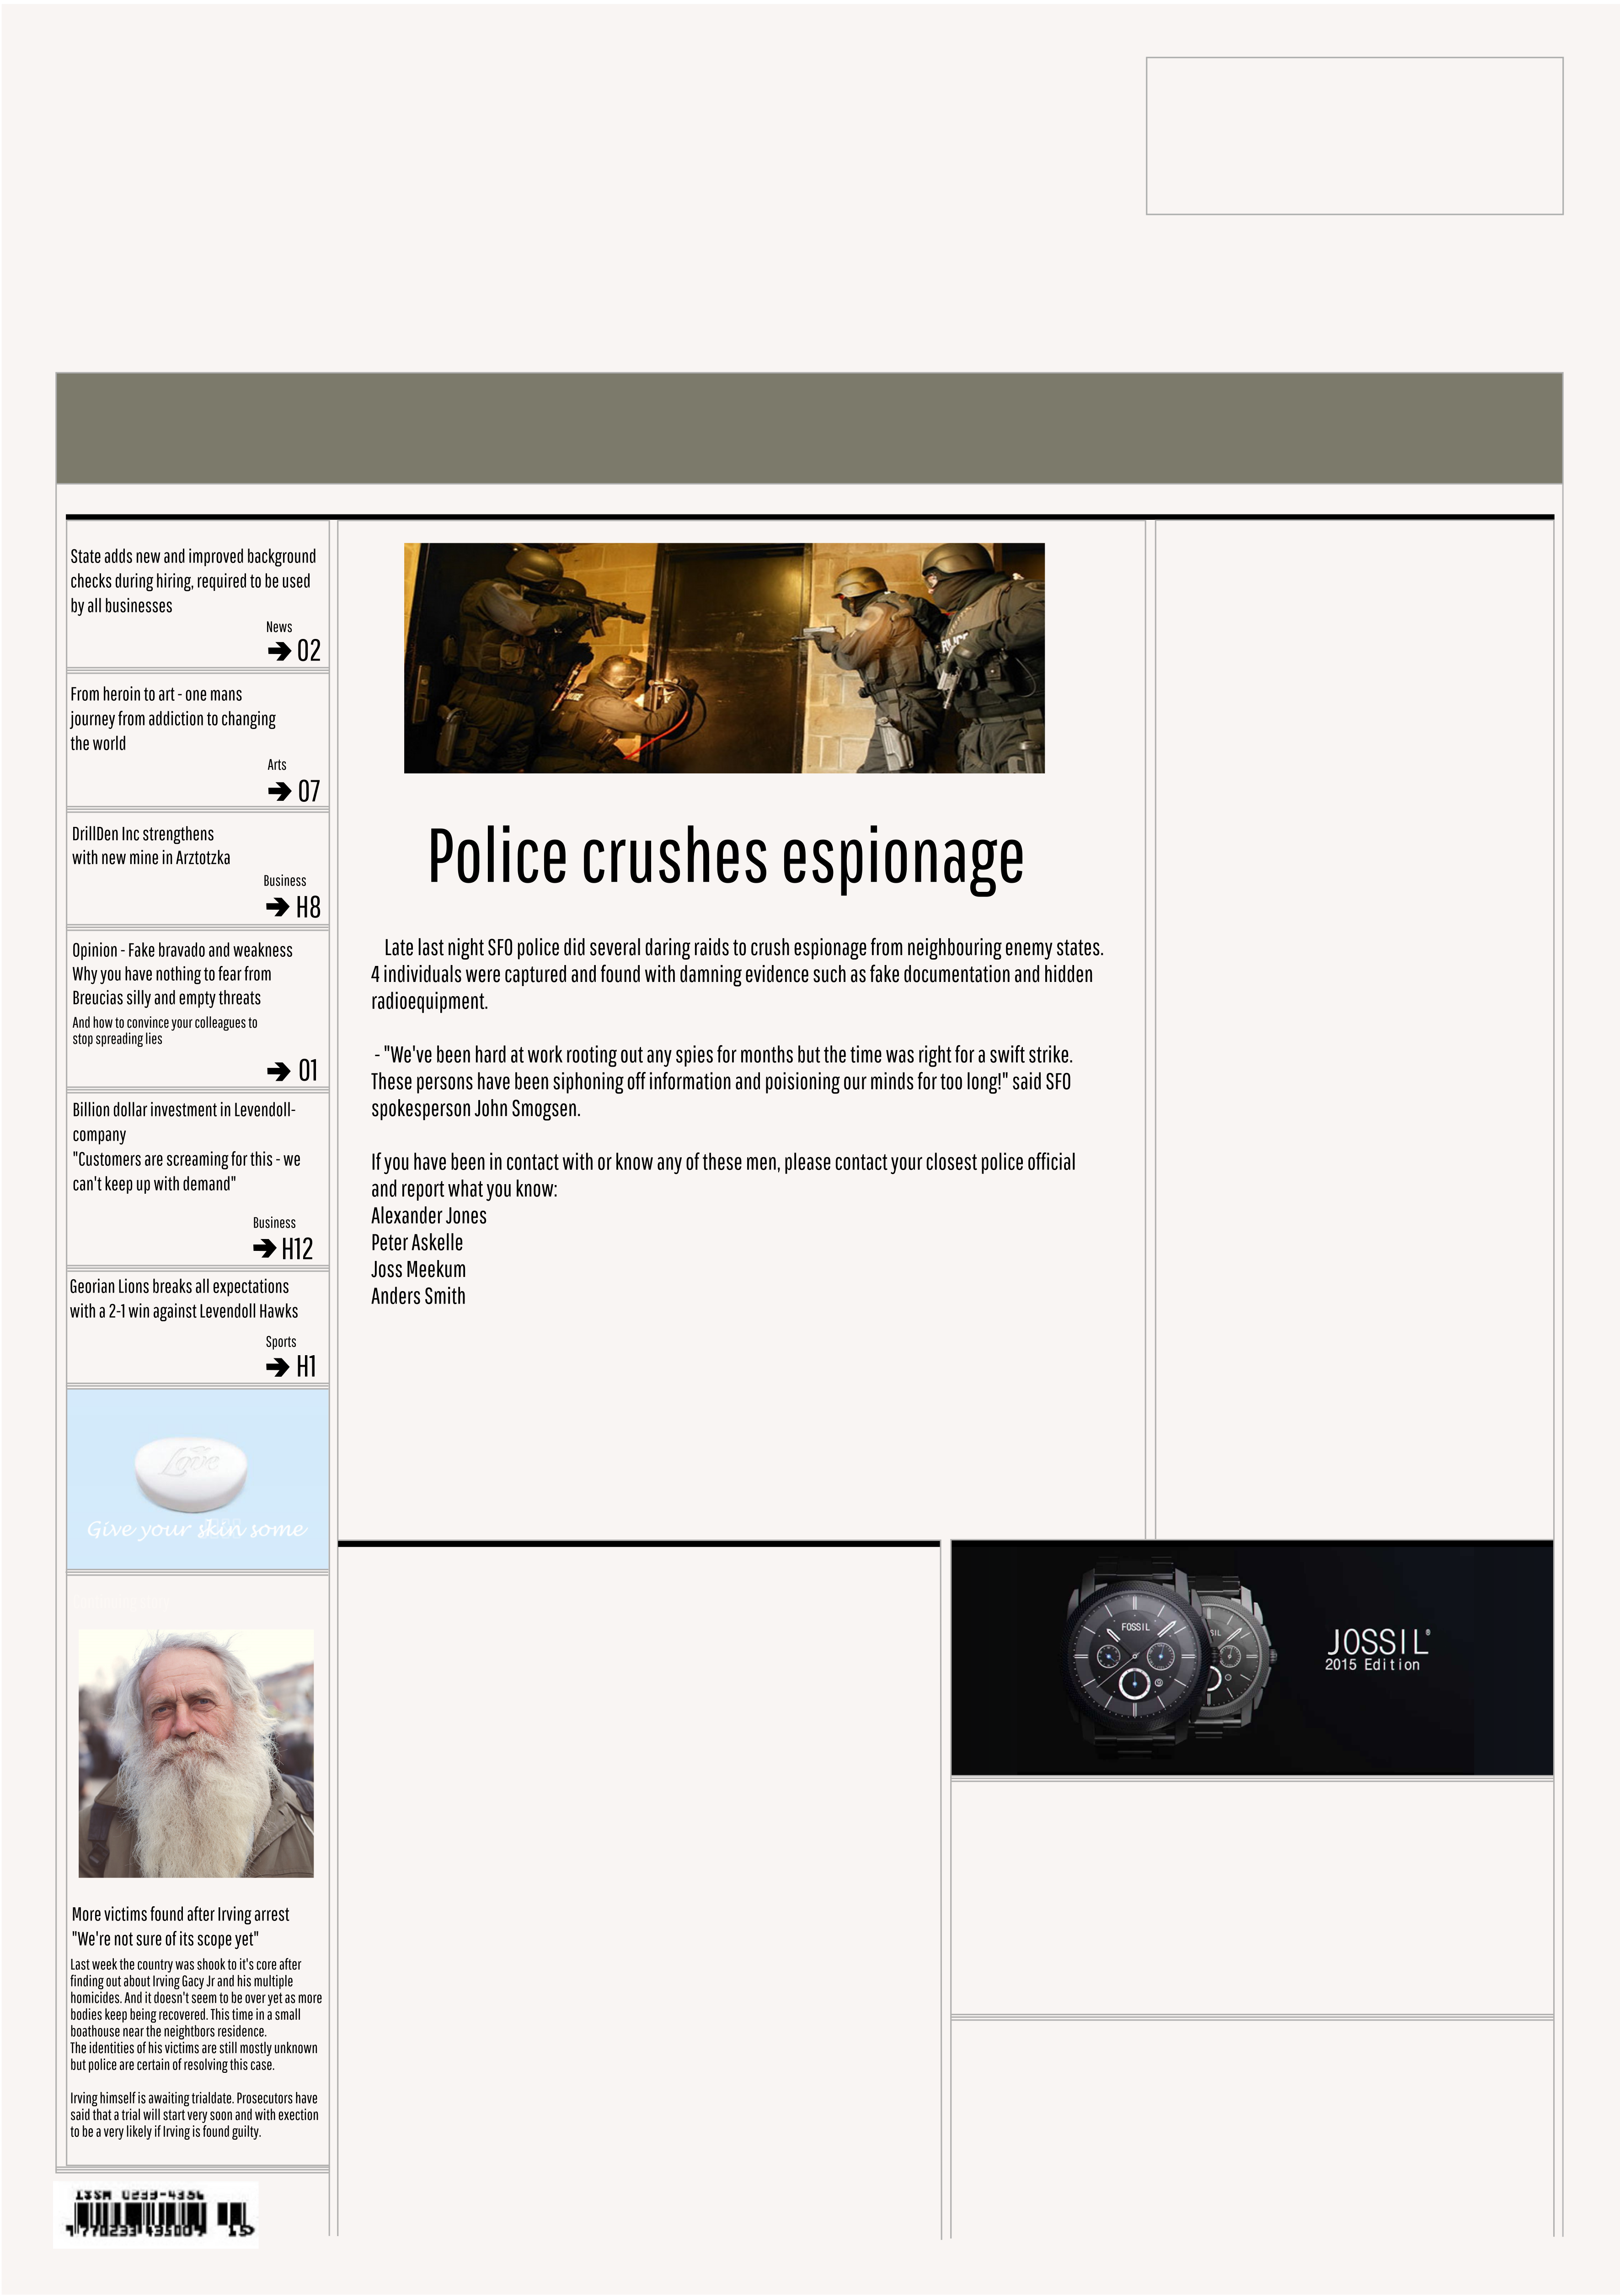 State adds new and improved background
checks during hiring, required to be used
by all businesses
News
➔ 02
From heroin to art - one mans
journey from addiction to changing
the world
Arts
➔ 07
DrillDen Inc strengthens
with new mine in Arztotzka
Business
➔ H8
Opinion - Fake bravado and weakness
Why you have nothing to fear from
Breucias silly and empty threats
And how to convince your colleagues to
stop spreading lies
➔ 01
Billion dollar investment in Levendoll-
company
"Customers are screaming for this - we
can't keep up with demand"
Business
➔ H12
Georian Lions breaks all expectations
with a 2-1 win against Levendoll Hawks
Sports
➔ H1
Love
Give your skin some
More victims found after Irving arrest
"We're not sure of its scope yet"
Last week the country was shook to it's core after
finding out about Irving Gacy Jr and his multiple
homicides. And it doesn't seem to be over yet as more
bodies keep being recovered. This time in a small
boathouse near the neightbors residence.
The identities of his victims are still mostly unknown
but police are certain of resolving this case.
Irving himself is awaiting trialdate. Prosecutors have
said that a trial will start very soon and with exection
to be a very likely if Irving is found guilty.
POLICE
Police crushes espionage
Late last night SFO police did several daring raids to crush espionage from neighbouring enemy states.
4 individuals were captured and found with damning evidence such as fake documentation and hidden
radioequipment.
- "We've been hard at work rooting out any spies for months but the time was right for a swift strike.
These persons have been siphoning off information and poisioning our minds for too long!" said SFO
spokesperson John Smogsen.
If you have been in contact with or know any of these men, please contact your closest police official
and report what you know:
Alexander Jones
Peter Askelle
Joss Meekum
Anders Smith
FOSSIL
JOSSIL®
2015 Edition
ISSN 0233-4356
9 770233 435007
15>